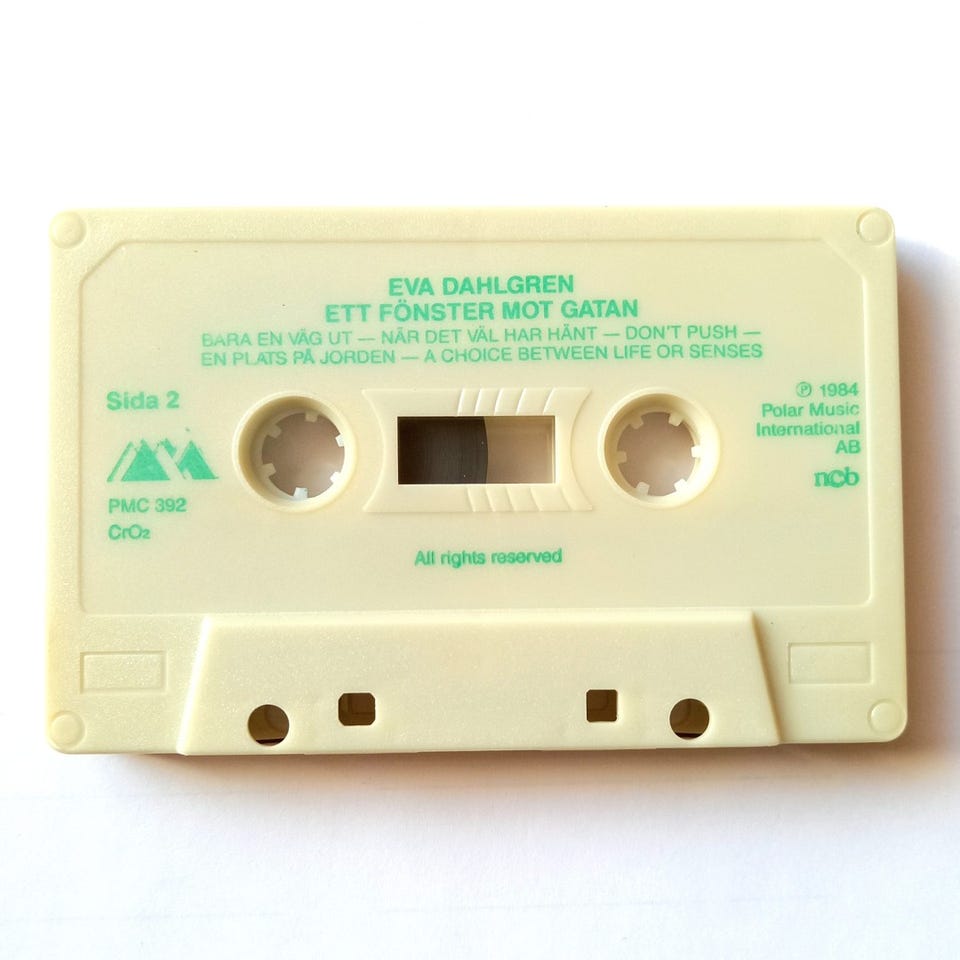 EVA DAHLGREN
ETT FÖNSTER MOT GATAN
BARA EN VÄG UT — NÄR DET VÄL HAR HÄNT — DON'T PUSH —
EN PLATS PÅ JORDEN — A CHOICE BETWEEN LIFE OR SENSES
Sida 2
PMC 392
CrO₂
℗ 1984
Polar Music
International
AB
ncb
All rights reserved